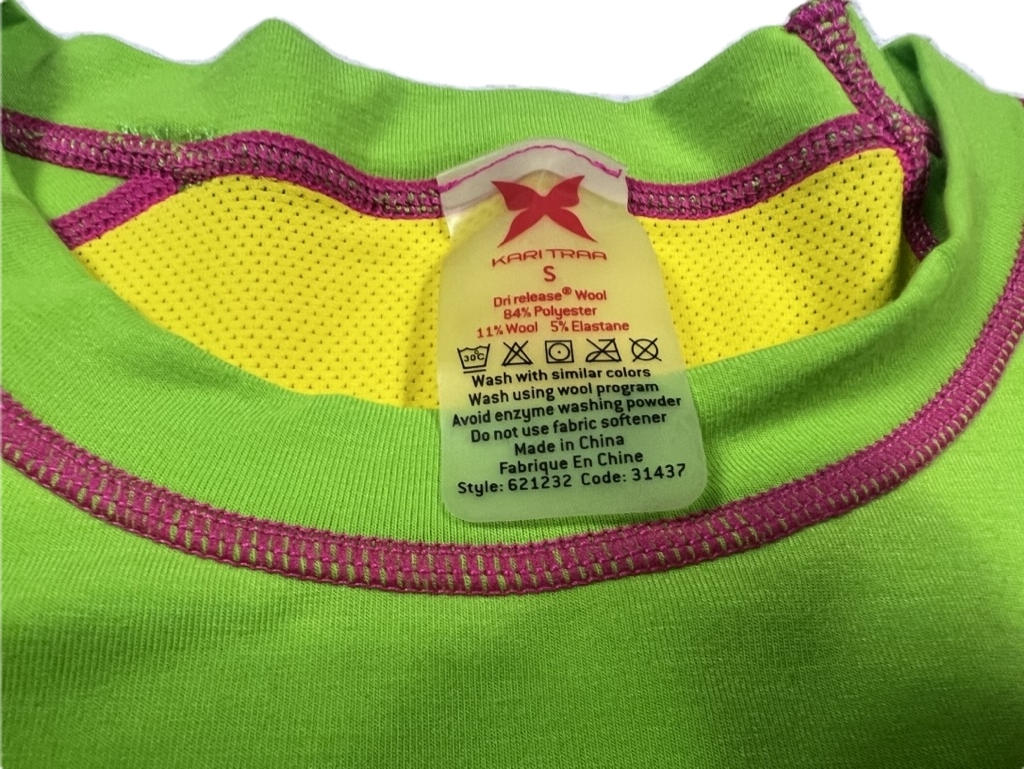 KARI TRAA
S
Dri release® Wool
84% Polyester
11% Wool 5% Elastane
30°C
Wash with similar colors
Wash using wool program
Avoid enzyme washing powder
Do not use fabric softener
Made in China
Fabrique En Chine
Style: 621232 Code: 31437